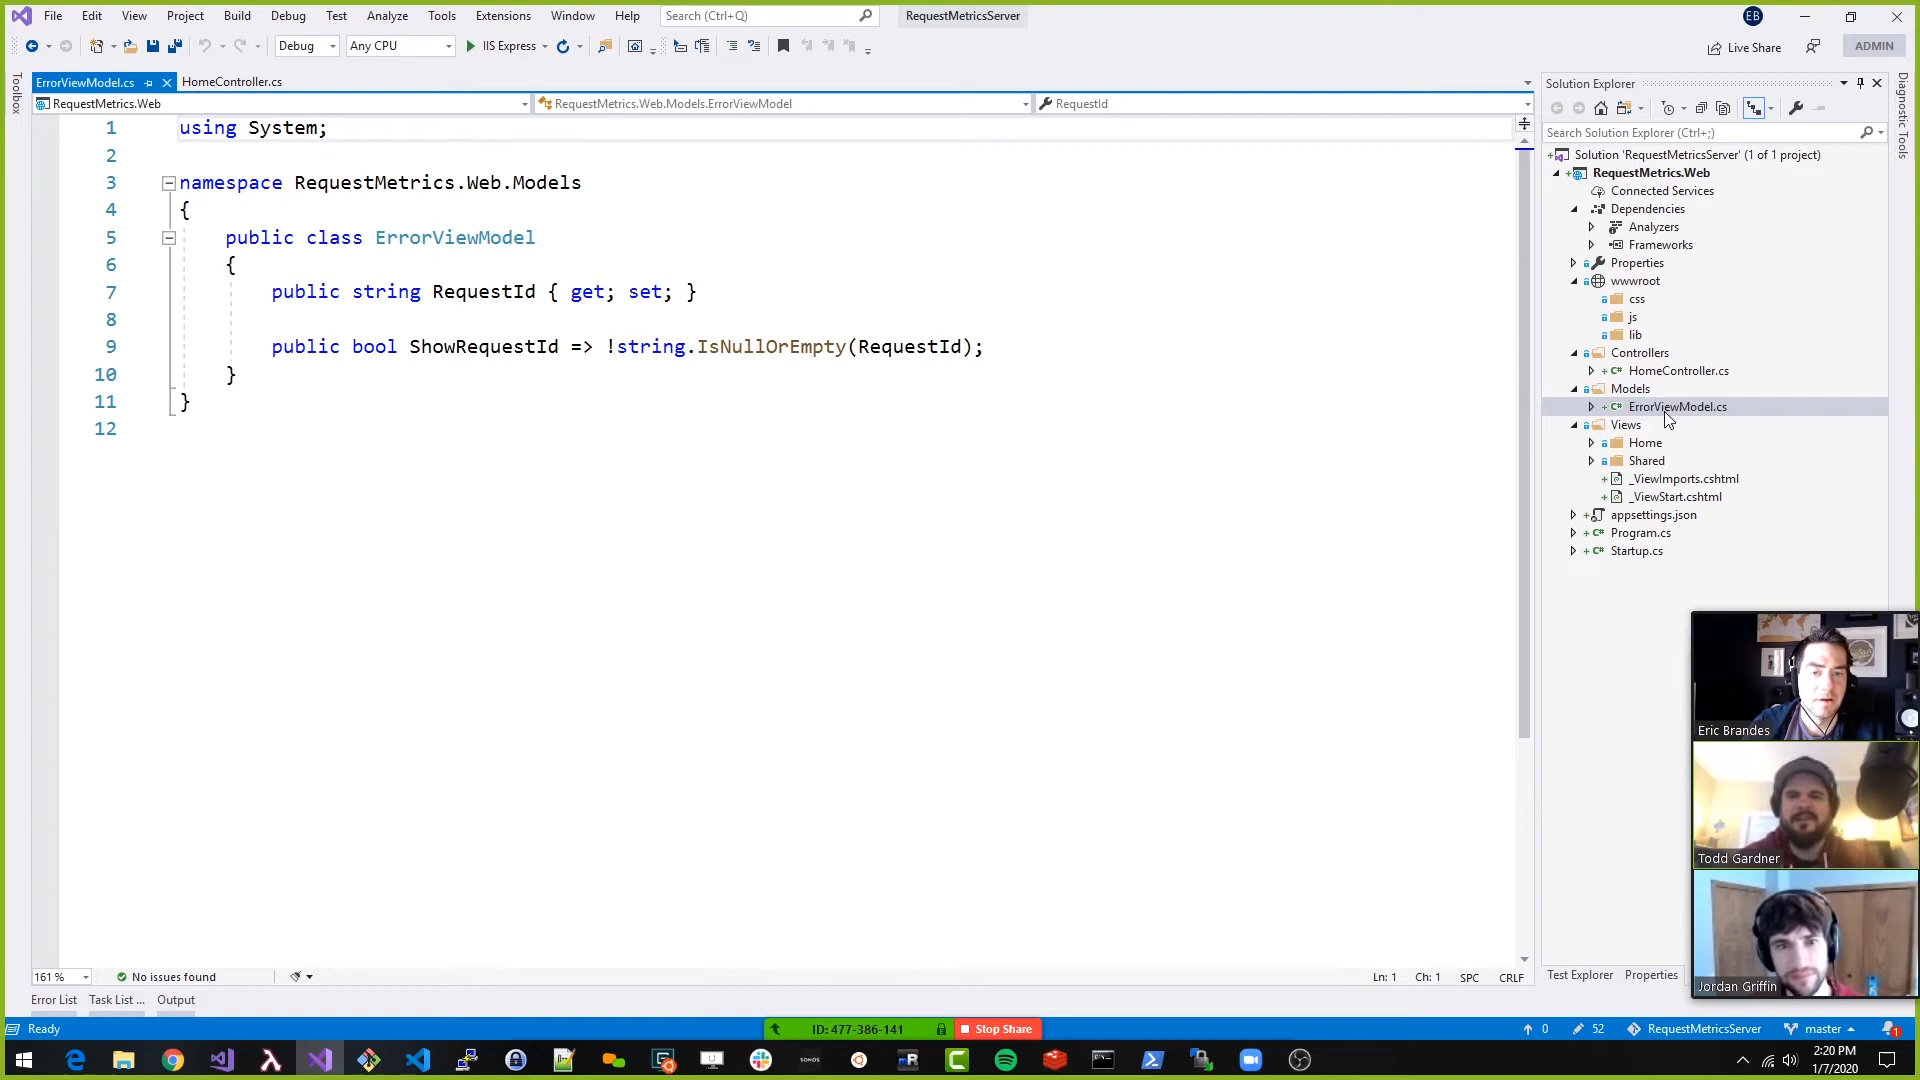 File Edit View Project Build Debug Test Analyze Tools Extensions Window Help Search (Ctrl+Q) RequestMetricsServer EB
Debug Any CPU IIS Express Live Share ADMIN
Toolbox
ErrorViewModel.cs HomeController.cs
RequestMetrics.Web RequestMetrics.Web.Models.ErrorViewModel RequestId
1 using System;
2
3 namespace RequestMetrics.Web.Models
4 {
5 public class ErrorViewModel
6 {
7 public string RequestId { get; set; }
8
9 public bool ShowRequestId => !string.IsNullOrEmpty(RequestId);
10 }
11 }
12
Solution Explorer
Search Solution Explorer (Ctrl+;)
Solution 'RequestMetricsServer' (1 of 1 project)
RequestMetrics.Web
Connected Services
Dependencies
Analyzers
Frameworks
Properties
wwwroot
css
js
lib
Controllers
C# HomeController.cs
Models
C# ErrorViewModel.cs
Views
Home
Shared
_ViewImports.cshtml
_ViewStart.cshtml
appsettings.json
C# Program.cs
C# Startup.cs
Diagnostic Tools
Eric Brandes
Todd Gardner
Jordan Griffin
161 % No issues found Ln: 1 Ch: 1 SPC CRLF
Test Explorer Properties
Error List Task List ... Output
Ready ID: 477-386-141 Stop Share 0 52 RequestMetricsServer master 1
SONOS
2:20 PM
1/7/2020